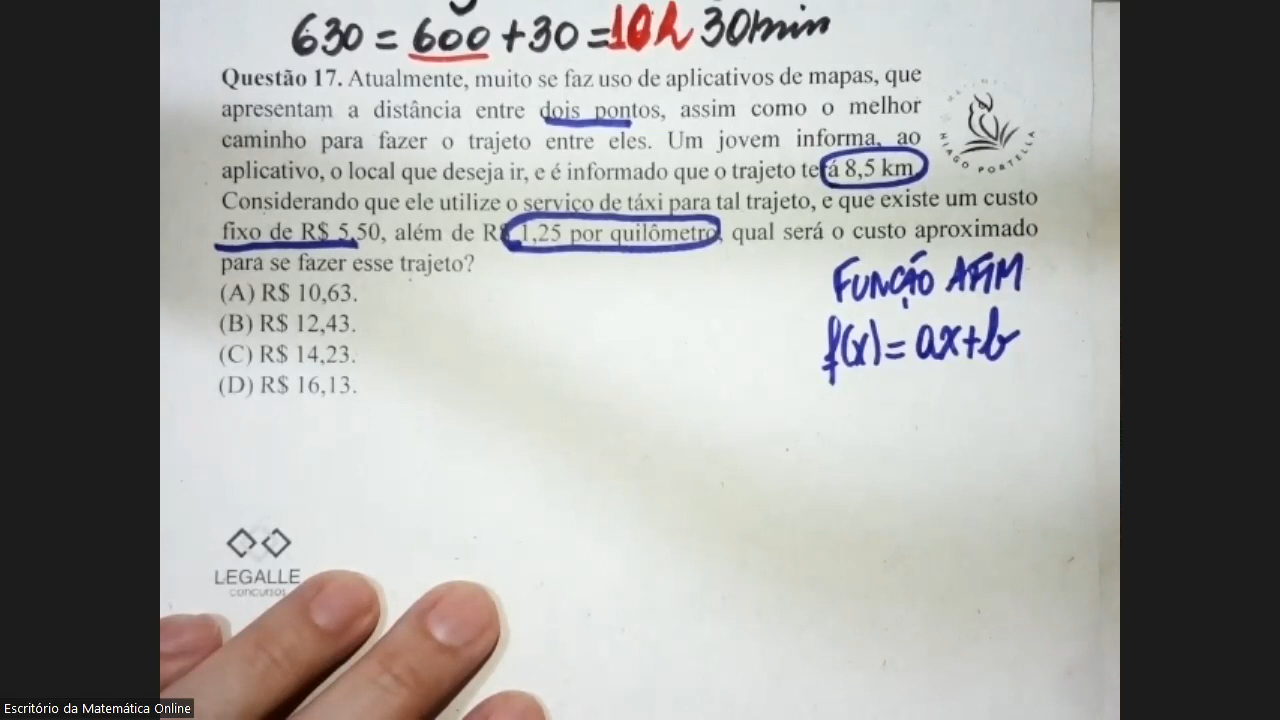 630 = 600 + 30 = 10h 30min
Questão 17. Atualmente, muito se faz uso de aplicativos de mapas, que
apresentam a distância entre dois pontos, assim como o melhor
caminho para fazer o trajeto entre eles. Um jovem informa, ao
aplicativo, o local que deseja ir, e é informado que o trajeto terá 8,5 km.
Considerando que ele utilize o serviço de táxi para tal trajeto, e que existe um custo
fixo de R$ 5,50, além de R$ 1,25 por quilômetro, qual será o custo aproximado
para se fazer esse trajeto?
(A) R$ 10,63.
(B) R$ 12,43.
(C) R$ 14,23.
(D) R$ 16,13.
FUNÇÃO AFIM
f(x) = ax+b
THIAGO PORTELLA
LEGALLE
concursos
Escritório da Matemática Online